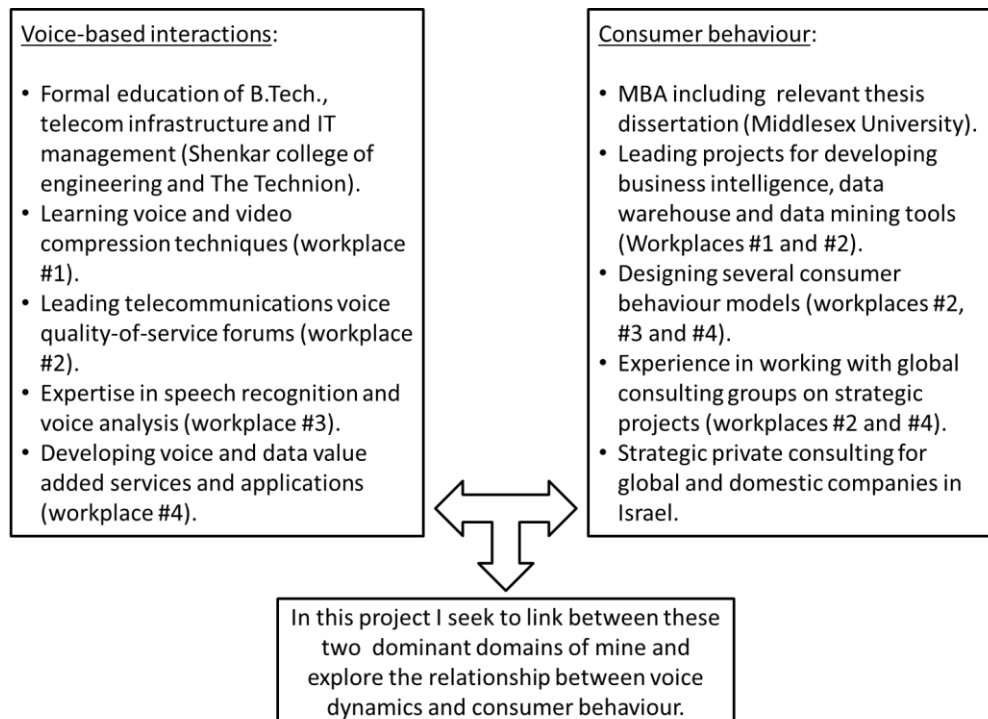 Voice-based interactions:
• Formal education of B.Tech.,
telecom infrastructure and IT
management (Shenkar college of
engineering and The Technion).
• Learning voice and video
compression techniques (workplace
#1).
• Leading telecommunications voice
quality-of-service forums (workplace
#2).
• Expertise in speech recognition and
voice analysis (workplace #3).
• Developing voice and data value
added services and applications
(workplace #4).
Consumer behaviour:
• MBA including relevant thesis
dissertation (Middlesex University).
• Leading projects for developing
business intelligence, data
warehouse and data mining tools
(Workplaces #1 and #2).
• Designing several consumer
behaviour models (workplaces #2,
#3 and #4).
• Experience in working with global
consulting groups on strategic
projects (workplaces #2 and #4).
• Strategic private consulting for
global and domestic companies in
Israel.
In this project I seek to link between these
two dominant domains of mine and
explore the relationship between voice
dynamics and consumer behaviour.